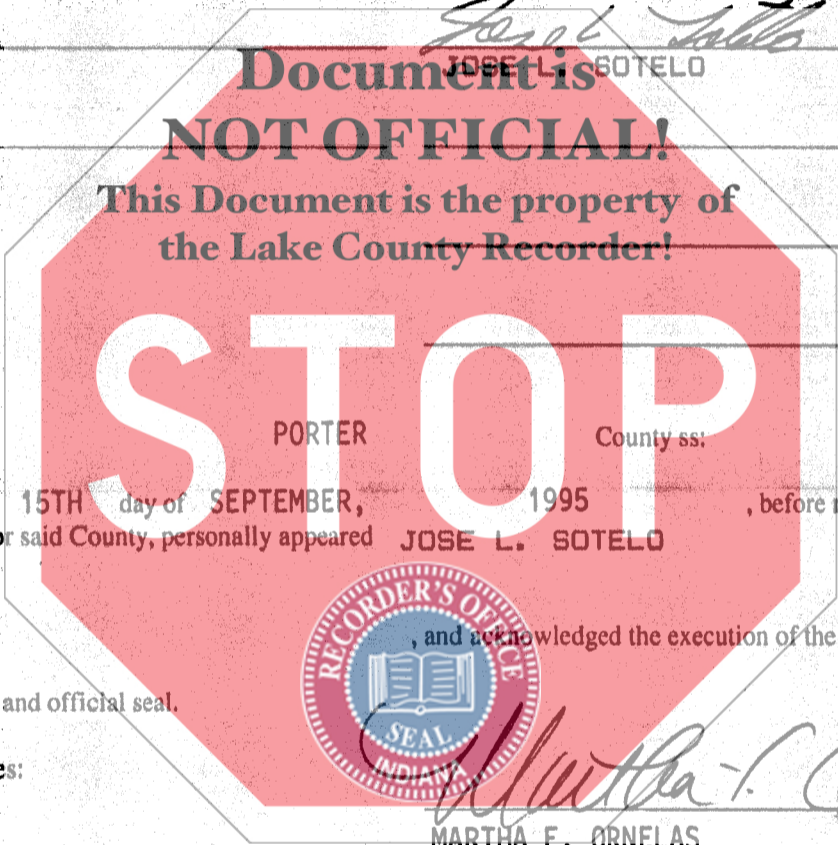 JOSE L. SOTELO
Document is
NOT OFFICIAL!
This Document is the property of
the Lake County Recorder!
STOP
PORTER County ss:
15TH day of SEPTEMBER, 1995 , before
said County, personally appeared JOSE L. SOTELO
, and acknowledged the execution of the
RECORDER'S OFFICE
SEAL
INDIANA
and official seal.
Martha
MARTHA E. ORNELAS